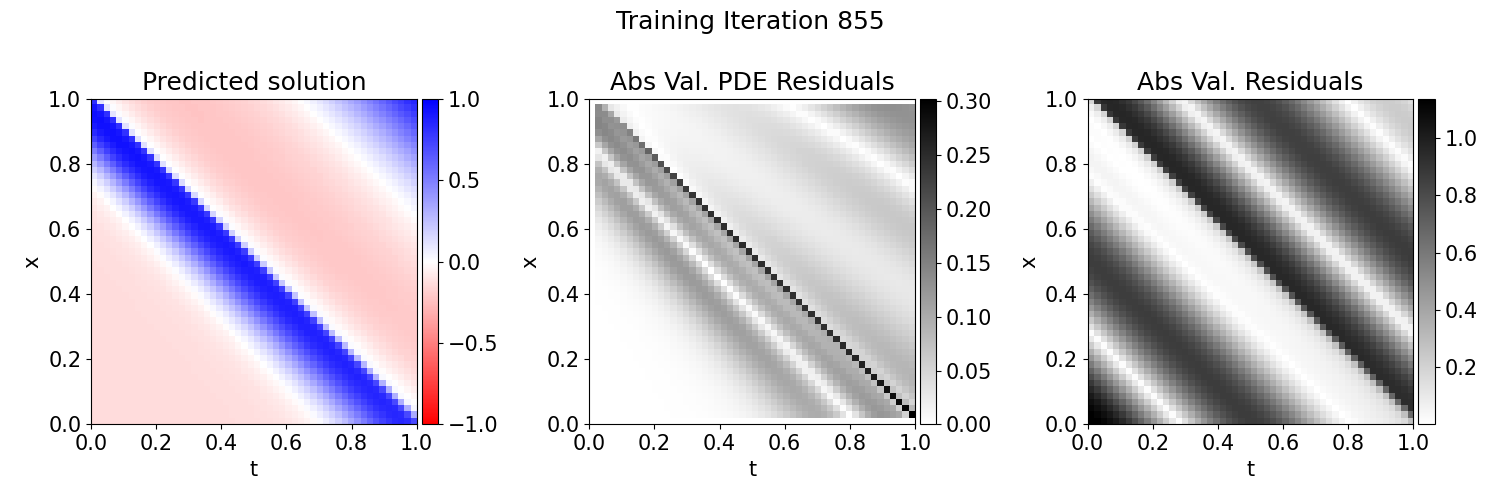 Training Iteration 855
Predicted solution
Abs Val. PDE Residuals
Abs Val. Residuals
1.0
0.8
0.6
0.4
0.2
0.0
x
0.0 0.2 0.4 0.6 0.8 1.0
t
1.0
0.5
0.0
−0.5
−1.0
1.0
0.8
0.6
0.4
0.2
0.0
x
0.0 0.2 0.4 0.6 0.8 1.0
t
0.30
0.25
0.20
0.15
0.10
0.05
0.00
1.0
0.8
0.6
0.4
0.2
0.0
x
0.0 0.2 0.4 0.6 0.8 1.0
t
1.0
0.8
0.6
0.4
0.2